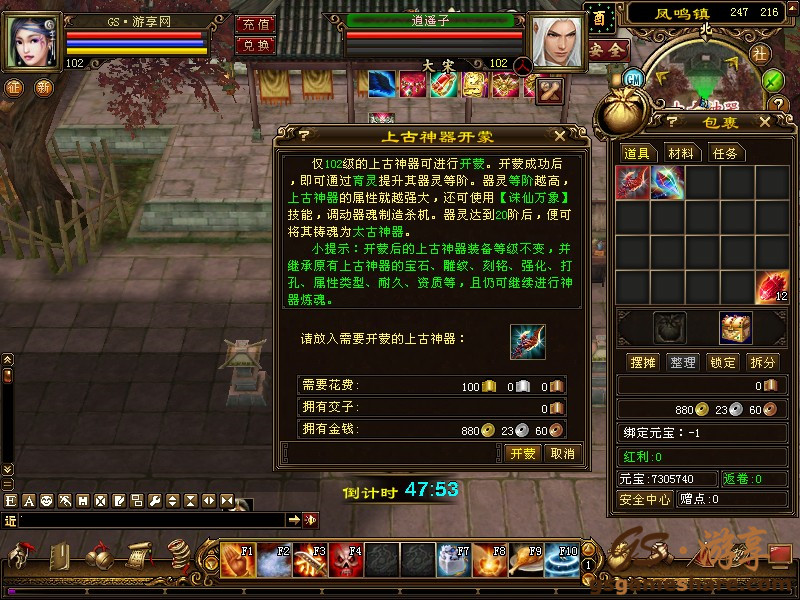 GS·游享网
充值
兑换
逍遥子
102
102
征
新
大宋
酉
凤鸣镇 247 216
北
安全
社
GM
?
? 上古神器开蒙
仅102级的上古神器可进行开蒙。开蒙成功后
，即可通过育灵提升其器灵等阶。器灵等阶越高，
上古神器的属性就越强大，还可使用【诛仙万象】
技能，调动器魂制造杀机。器灵达到20阶后，便可
将其铸魂为太古神器。
小提示：开蒙后的上古神器装备等级不变，并
继承原有上古神器的宝石、雕纹、刻铭、强化、打
孔、属性类型、耐久、资质等，且仍可继续进行神
器炼魂。
请放入需要开蒙的上古神器：
需要花费： 100 0 0
拥有交子： 0
拥有金钱： 880 23 60
开蒙 取消
倒计时 47:53
? 包裹
道具 材料 任务
12
摆摊 整理 锁定 拆分
0
880 23 60
绑定元宝：-1
红利:0
元宝:7305740 返卷:0
安全中心 赠点:0
近
F1 F2 F3 F4 F7 F8 F9 F10
1
GS·游享